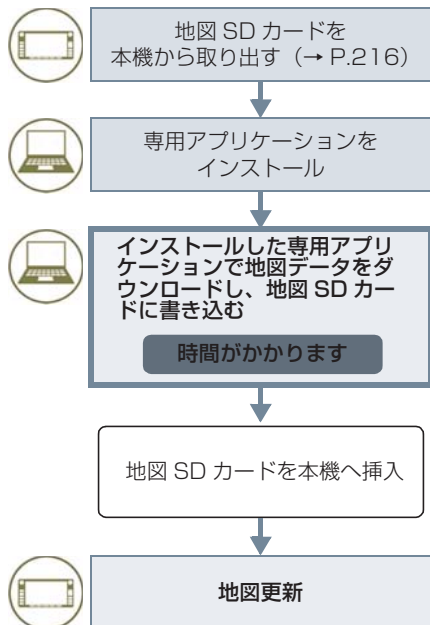 地図 SD カードを
本機から取り出す（→ P.216）
専用アプリケーションを
インストール
インストールした専用アプリ
ケーションで地図データをダ
ウンロードし、地図 SD カー
ドに書き込む
時間がかかります
地図 SD カードを本機へ挿入
地図更新